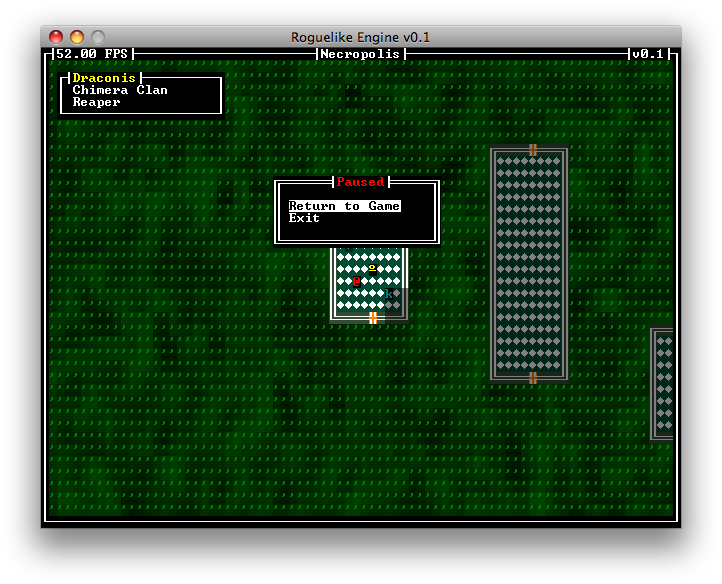 Roguelike Engine v0.1
52.00 FPS
Necropolis
v0.1
Draconis
Chimera Clan
Reaper
Paused
Return to Game
Exit
o
@
k